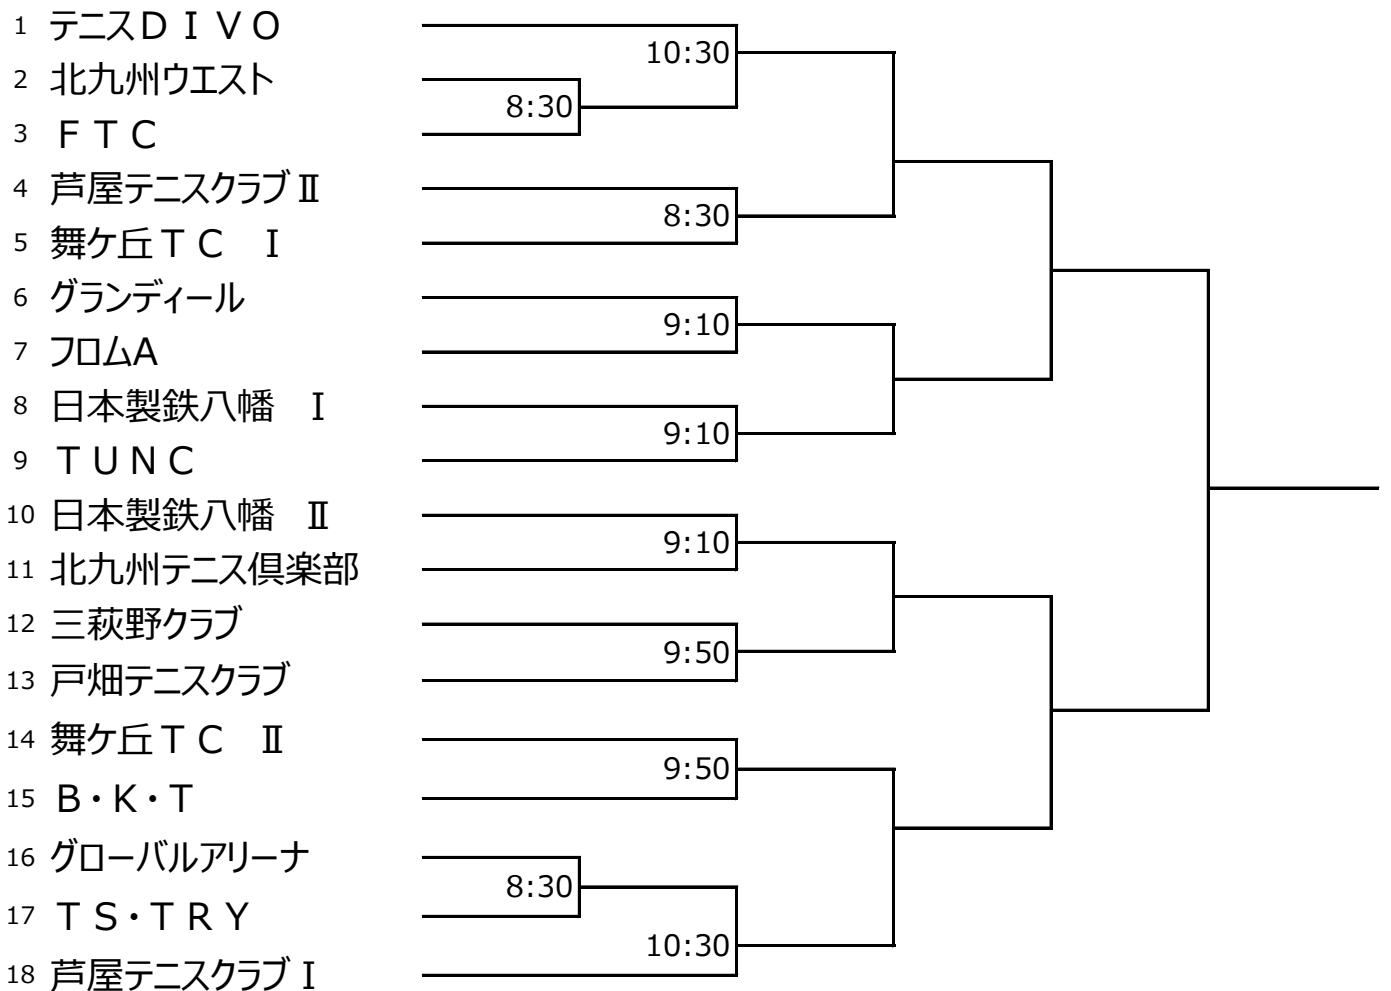 1 テニスＤＩＶＯ
10:30
2 北九州ウエスト
8:30
3 ＦＴＣ
4 芦屋テニスクラブⅡ
8:30
5 舞ケ丘ＴＣ　Ⅰ
6 グランディール
9:10
7 フロムA
8 日本製鉄八幡　Ⅰ
9:10
9 ＴＵＮＣ
10 日本製鉄八幡　Ⅱ
9:10
11 北九州テニス倶楽部
12 三萩野クラブ
9:50
13 戸畑テニスクラブ
14 舞ケ丘ＴＣ　Ⅱ
9:50
15 B・K・T
16 グローバルアリーナ
8:30
17 ＴＳ・ＴＲＹ
10:30
18 芦屋テニスクラブⅠ